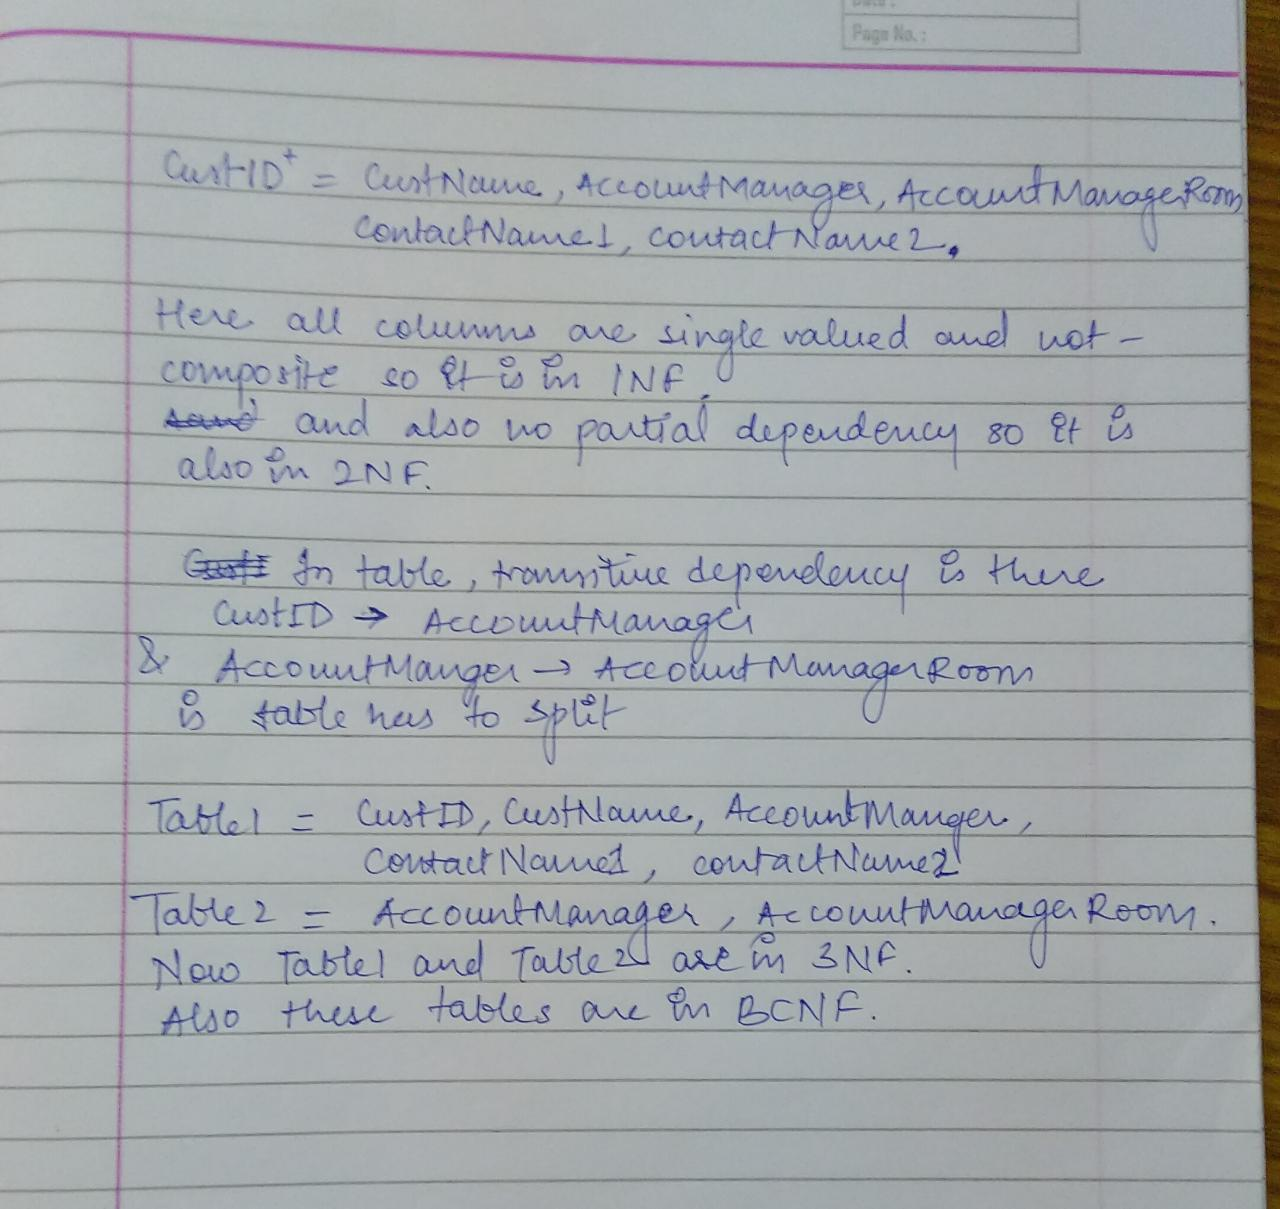 Page No. :
CustID⁺ = CustName, AccountManager, AccountManagerRoom,
ContactName1, contactName2.
Here all columns are single valued and not-
composite so it is in 1NF.
and also no partial dependency so it is
also in 2NF.
In table, transitive dependency is there
CustID → AccountManager
& AccountManger → AccountManagerRoom
is table has to split
Table1 = CustID, CustName, AccountManger,
ContactName1, contactName2
Table2 = AccountManager, AccountManagerRoom.
Now Table1 and Table2 are in 3NF.
Also these tables are in BCNF.